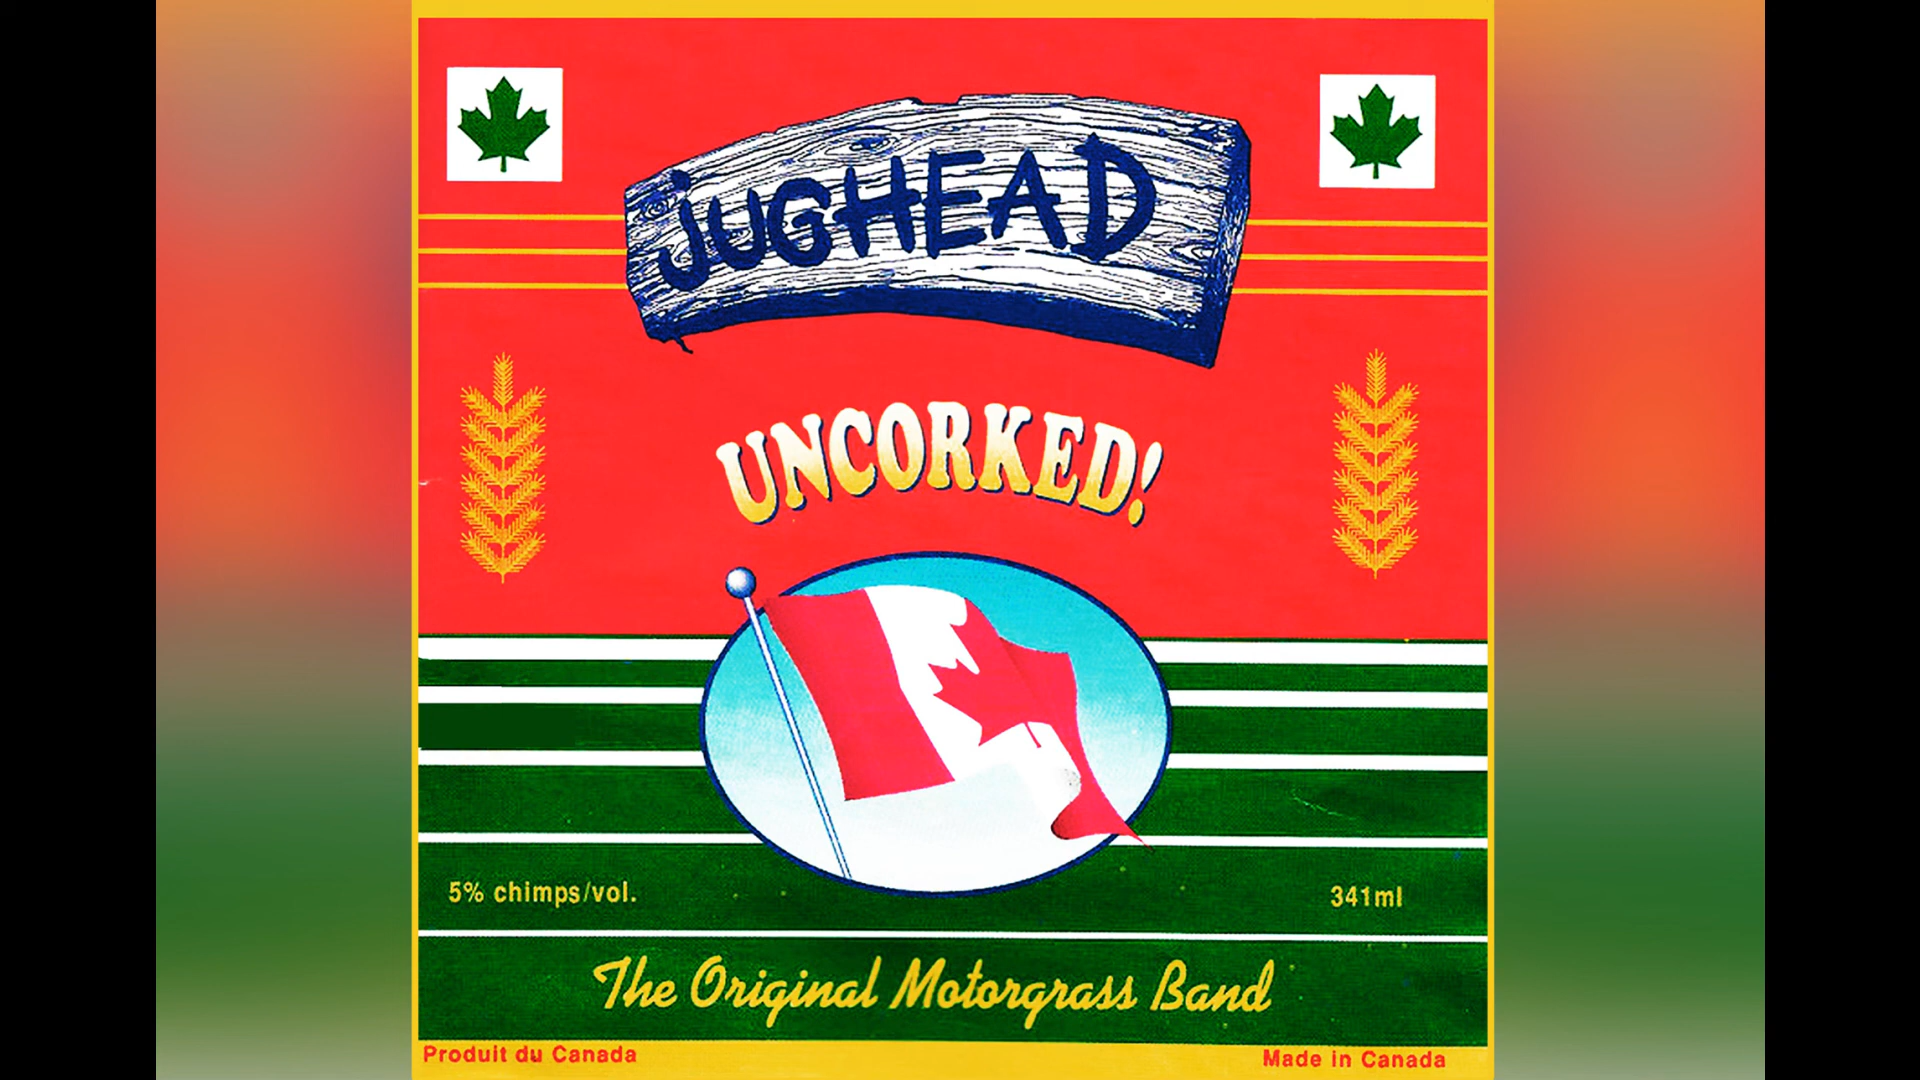 JUGHEAD
UNCORKED!
5% chimps/vol.
341ml
The Original Motorgrass Band
Produit du Canada
Made in Canada